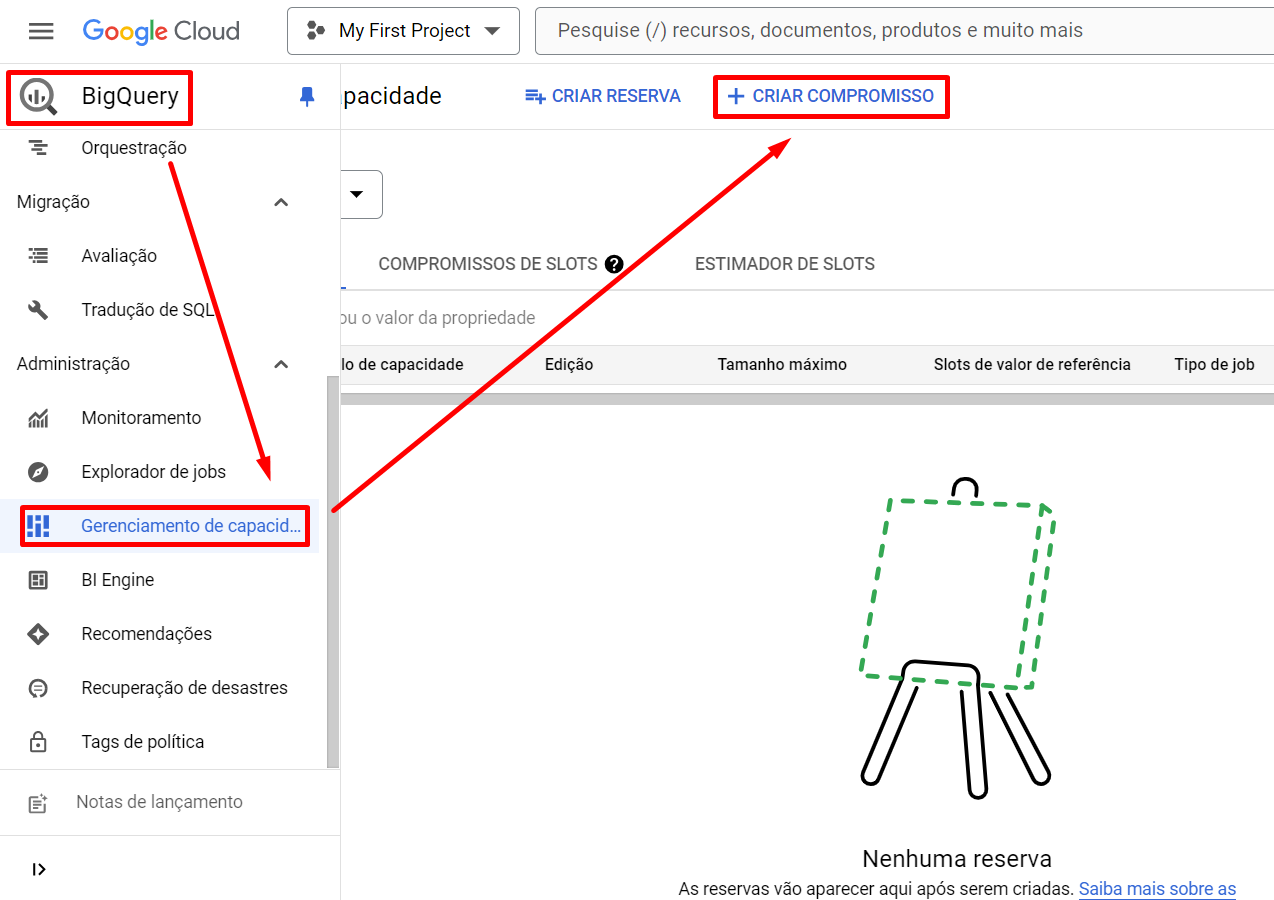 Google Cloud
My First Project
Pesquise (/) recursos, documentos, produtos e muito mais
BigQuery
pacidade
CRIAR RESERVA
CRIAR COMPROMISSO
Orquestração
Migração
Avaliação
Tradução de SQL
Administração
Monitoramento
Explorador de jobs
Gerenciamento de capacid...
BI Engine
Recomendações
Recuperação de desastres
Tags de política
Notas de lançamento
COMPROMISSOS DE SLOTS ?
ESTIMADOR DE SLOTS
ou o valor da propriedade
lo de capacidade
Edição
Tamanho máximo
Slots de valor de referência
Tipo de job
Nenhuma reserva
As reservas vão aparecer aqui após serem criadas. Saiba mais sobre as